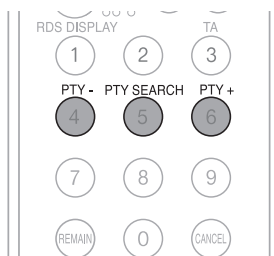 RDS DISPLAY TA
1 2 3
PTY - PTY SEARCH PTY +
4 5 6
7 8 9
REMAIN 0 CANCEL